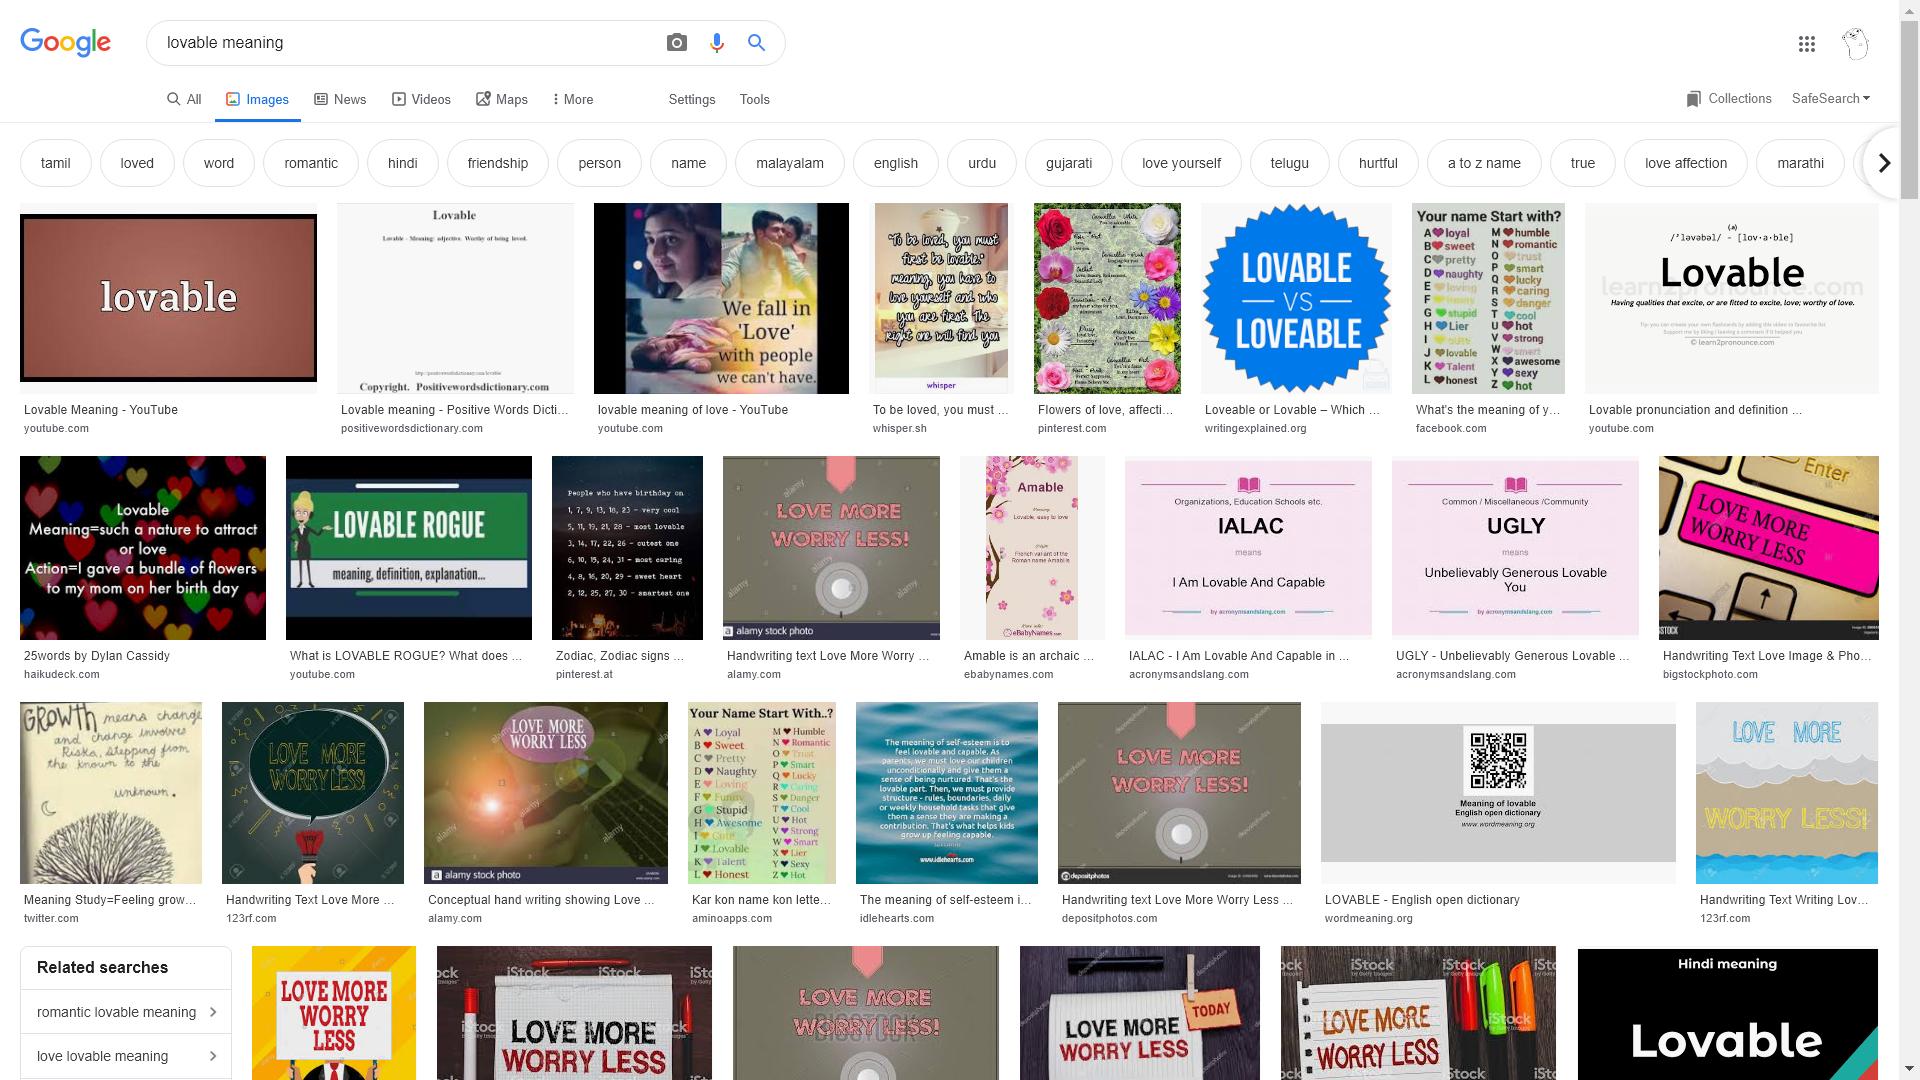 Google
lovable meaning
All
Images
News
Videos
Maps
More
Settings
Tools
Collections
SafeSearch
tamil
loved
word
romantic
hindi
friendship
person
name
malayalam
english
urdu
gujarati
love yourself
telugu
hurtful
a to z name
true
love affection
marathi
lovable
Lovable Meaning - YouTube
youtube.com
Lovable
Lovable - Meaning: adjective. Worthy of being loved.
http://positivewordsdictionary.com/lovable/
Copyright. Positivewordsdictionary.com
Lovable meaning - Positive Words Dicti...
positivewordsdictionary.com
We fall in
'Love'
with people
we can't have.
lovable meaning of love - YouTube
youtube.com
"To be loved, you must
first be lovable."
meaning, you have to
love yourself and who
you are first. The
right one will find you
whisper
To be loved, you must ...
whisper.sh
Flowers of love, affecti...
pinterest.com
LOVABLE
VS
LOVEABLE
Loveable or Lovable – Which ...
writingexplained.org
Your name Start with?
A loyal
B sweet
C pretty
D naughty
E loving
F funny
G stupid
H Lier
I cute
J lovable
K Talent
L honest
M humble
N romantic
O trust
P smart
Q lucky
R caring
S danger
T cool
U hot
V strong
W smart
X awesome
Y sexy
Z hot
What's the meaning of y...
facebook.com
(a)
/ˈləvəbəl/ - [lov·a·ble]
Lovable
learn2pronounce.com
Having qualities that excite, or are fitted to excite, love; worthy of love.
© learn2pronounce.com
Lovable pronunciation and definition ...
youtube.com
Lovable
Meaning=such a nature to attract
or love
Action=I gave a bundle of flowers
to my mom on her birth day
25words by Dylan Cassidy
haikudeck.com
LOVABLE ROGUE
meaning, definition, explanation...
What is LOVABLE ROGUE? What does ...
youtube.com
People who have birthday on
1, 7, 9, 13, 18, 23 - very cool
5, 11, 19, 21, 28 - most lovable
3, 14, 17, 22, 26 - cutest one
6, 10, 15, 24, 31 - most caring
4, 8, 16, 20, 29 - sweet heart
2, 12, 25, 27, 30 - smartest one
Zodiac, Zodiac signs ...
pinterest.at
LOVE MORE
WORRY LESS!
alamy stock photo
Handwriting text Love More Worry ...
alamy.com
Amable
Meaning
Lovable, easy to love
Origin
French variant of the
Roman name Amabilis
eBabyNames.com
Amable is an archaic ...
ebabynames.com
Organizations, Education Schools etc.
IALAC
means
I Am Lovable And Capable
by acronymsandslang.com
IALAC - I Am Lovable And Capable in ...
acronymsandslang.com
Common / Miscellaneous /Community
UGLY
means
Unbelievably Generous Lovable
You
by acronymsandslang.com
UGLY - Unbelievably Generous Lovable ...
acronymsandslang.com
Enter
LOVE MORE
WORRY LESS
Handwriting Text Love Image & Pho...
bigstockphoto.com
GROWTH means change
and change involves
Risks, stepping from
the known to the
unknown.
Meaning Study=Feeling grow...
twitter.com
LOVE MORE
WORRY LESS!
Handwriting Text Love More ...
123rf.com
LOVE MORE
WORRY LESS
alamy stock photo
Conceptual hand writing showing Love ...
alamy.com
Your Name Start With..?
A Loyal
B Sweet
C Pretty
D Naughty
E Loving
F Funny
G Stupid
H Awesome
I Cute
J Lovable
K Talent
L Honest
M Humble
N Romantic
O Trust
P Smart
Q Lucky
R Caring
S Danger
T Cool
U Hot
V Strong
W Smart
X Lier
Y Sexy
Z Hot
Kar kon name kon lette...
aminoapps.com
The meaning of self-esteem is to
feel lovable and capable. As
parents, we must love our children
unconditionally and give them a
sense of being nurtured. That's the
lovable part. Then, we must provide
structure - rules, boundaries, daily
or weekly household tasks that give
them a sense they are making a
contribution. That's what helps kids
grow up feeling capable.
www.idlehearts.com
The meaning of self-esteem i...
idlehearts.com
LOVE MORE
WORRY LESS!
depositphotos
Handwriting text Love More Worry Less ...
depositphotos.com
Meaning of lovable
English open dictionary
www.wordmeaning.org
LOVABLE - English open dictionary
wordmeaning.org
LOVE MORE
WORRY LESS!
Handwriting Text Writing Lov...
123rf.com
Related searches
romantic lovable meaning
love lovable meaning
LOVE MORE
WORRY
LESS
iStock
LOVE MORE
WORRY LESS
LOVE MORE
WORRY LESS!
BIGSTOCK
TODAY
LOVE MORE
WORRY LESS
iStock
LOVE MORE
WORRY LESS
Hindi meaning
Lovable